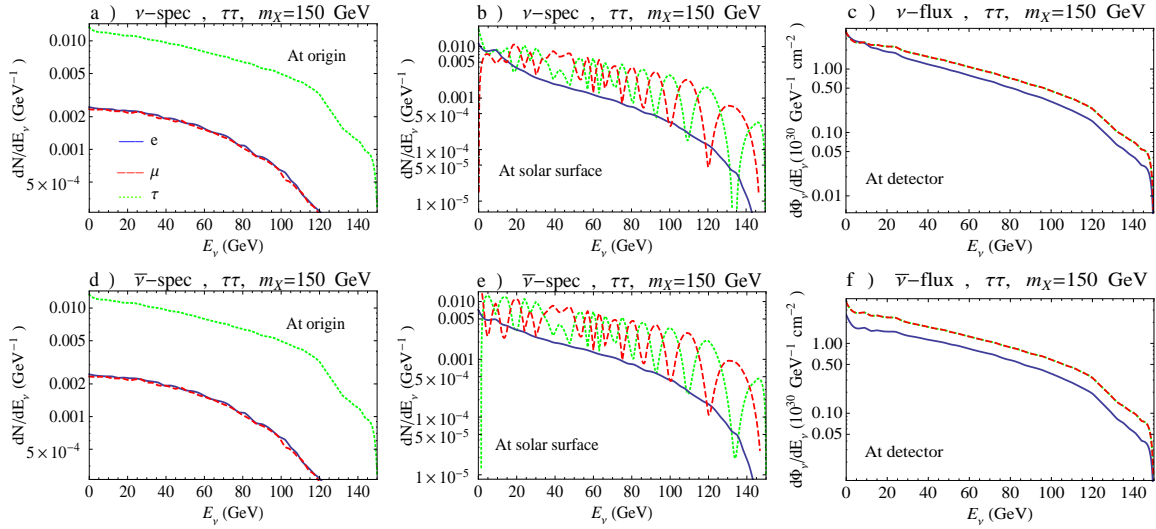 a ) ν−spec , ττ, m_X=150 GeV
0.010
0.005
0.002
0.001
5×10⁻⁴
dN/dE_ν (GeV⁻¹)
At origin
e
μ
τ
0 20 40 60 80 100 120 140
E_ν (GeV)
b ) ν−spec , ττ, m_X=150 GeV
0.010
0.005
0.001
5×10⁻⁴
1×10⁻⁴
5×10⁻⁵
1×10⁻⁵
dN/dE_ν (GeV⁻¹)
At solar surface
0 20 40 60 80 100 120 140
E_ν (GeV)
c ) ν−flux , ττ, m_X=150 GeV
1.00
0.50
0.10
0.05
0.01
dΦ_ν/dE_ν (10³⁰ GeV⁻¹ cm⁻²)
At detector
0 20 40 60 80 100 120 140
E_ν (GeV)
d ) ν̅−spec , ττ, m_X=150 GeV
0.010
0.005
0.002
0.001
5×10⁻⁴
dN/dE_ν (GeV⁻¹)
At origin
0 20 40 60 80 100 120 140
E_ν (GeV)
e ) ν̅−spec , ττ, m_X=150 GeV
0.010
0.005
0.001
5×10⁻⁴
1×10⁻⁴
5×10⁻⁵
1×10⁻⁵
dN/dE_ν (GeV⁻¹)
At solar surface
0 20 40 60 80 100 120 140
E_ν (GeV)
f ) ν̅−flux , ττ, m_X=150 GeV
1.00
0.50
0.10
0.05
dΦ_ν/dE_ν (10³⁰ GeV⁻¹ cm⁻²)
At detector
0 20 40 60 80 100 120 140
E_ν (GeV)